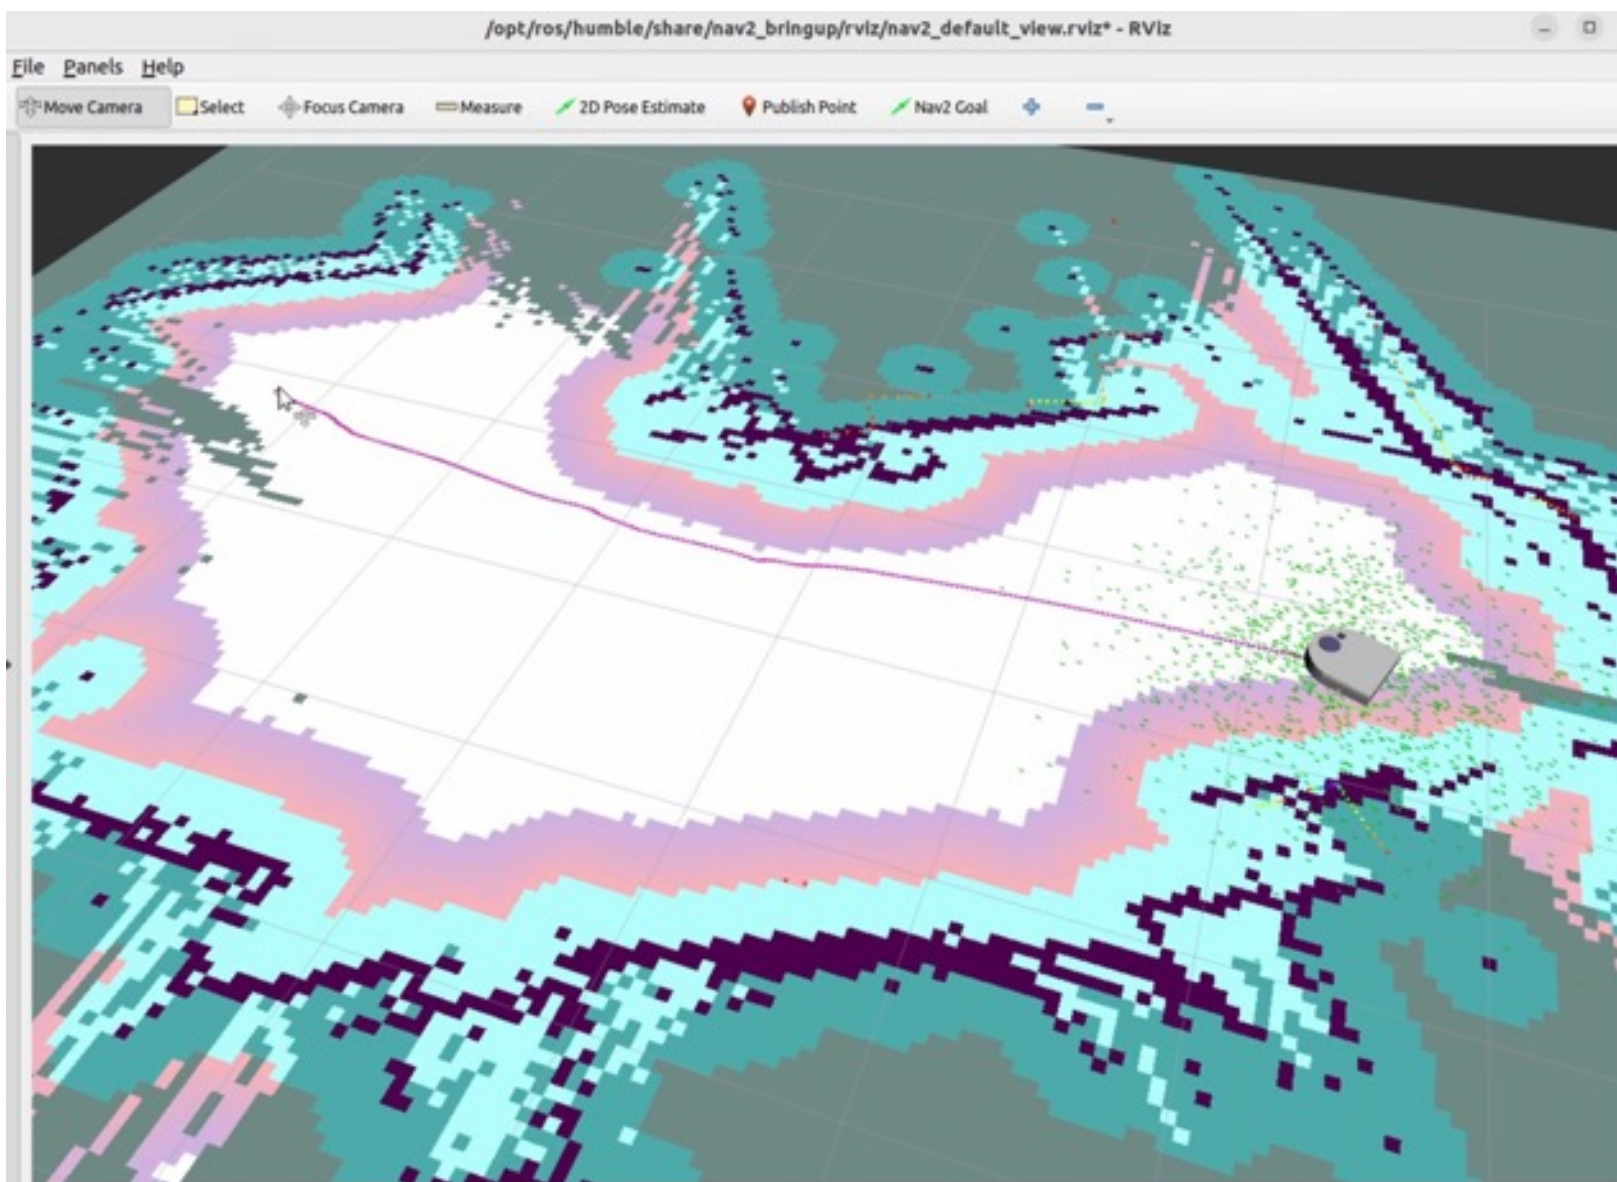 /opt/ros/humble/share/nav2_bringup/rviz/nav2_default_view.rviz* - RViz
File Panels Help
Move Camera Select Focus Camera Measure 2D Pose Estimate Publish Point Nav2 Goal